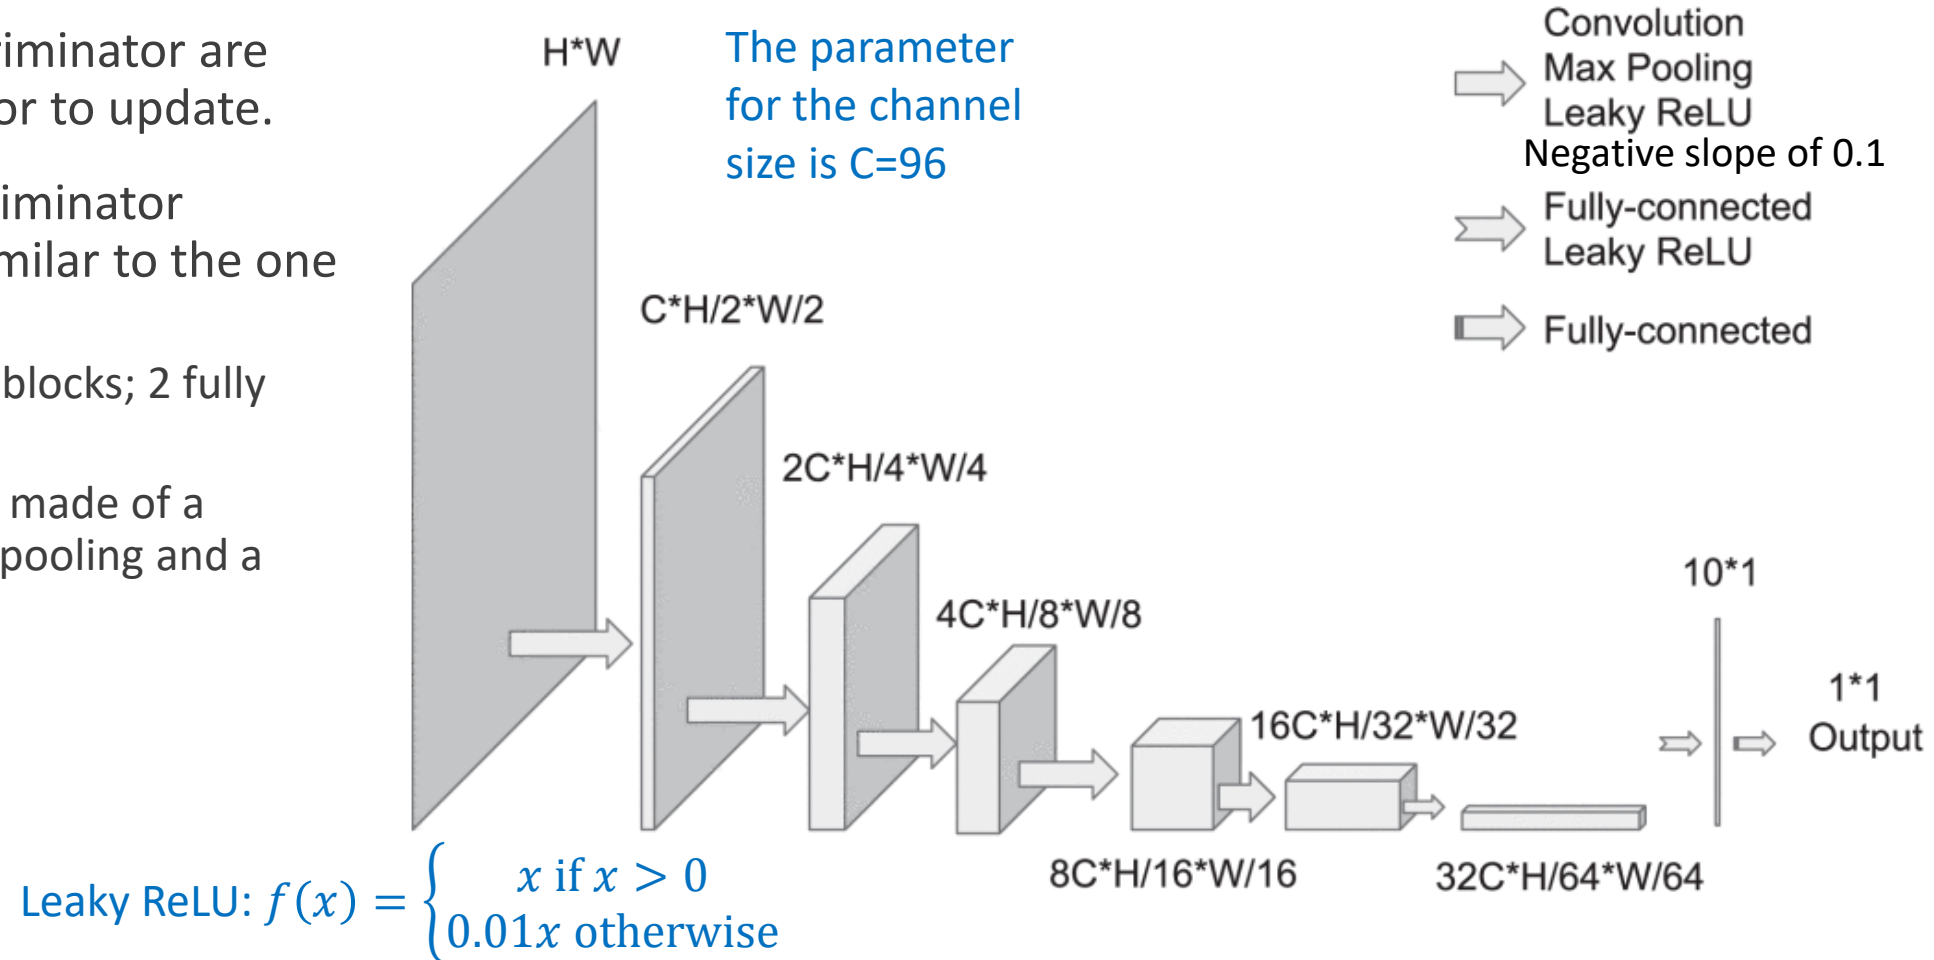 riminator are
or to update.
riminator
milar to the one
blocks; 2 fully
made of a
pooling and a
H*W
The parameter
for the channel
size is C=96
Convolution
Max Pooling
Leaky ReLU
Negative slope of 0.1
Fully-connected
Leaky ReLU
Fully-connected
C*H/2*W/2
2C*H/4*W/4
4C*H/8*W/8
8C*H/16*W/16
16C*H/32*W/32
32C*H/64*W/64
10*1
1*1
Output
Leaky ReLU: f(x) = { x if x > 0
0.01x otherwise